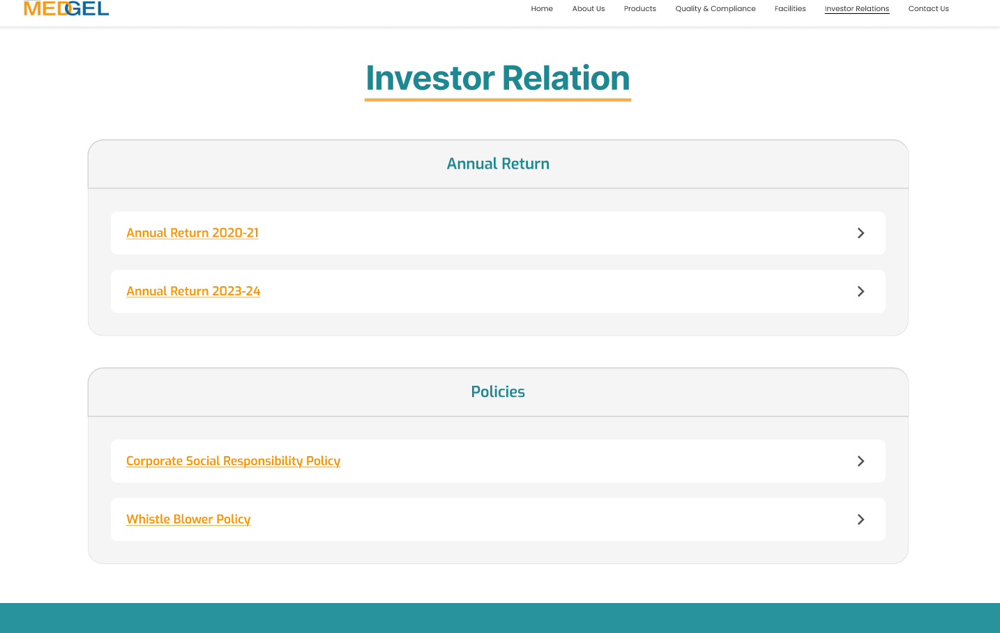 MEDGEL
Home About Us Products Quality & Compliance Facilities Investor Relations Contact Us
Investor Relation
Annual Return
Annual Return 2020-21
Annual Return 2023-24
Policies
Corporate Social Responsibility Policy
Whistle Blower Policy